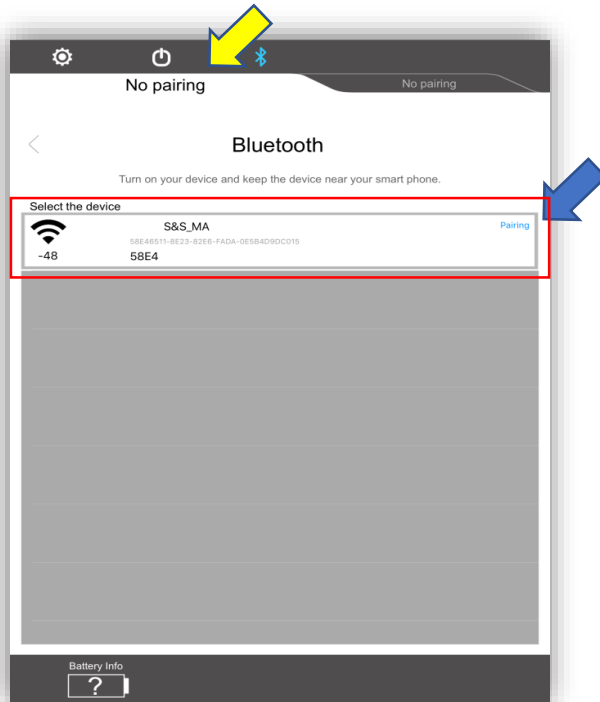 No pairing
No pairing
Bluetooth
Turn on your device and keep the device near your smart phone.
Select the device
S&S_MA
Pairing
58E46511-8E23-82E6-FADA-0E5B4D9DC015
-48
58E4
Battery Info
?